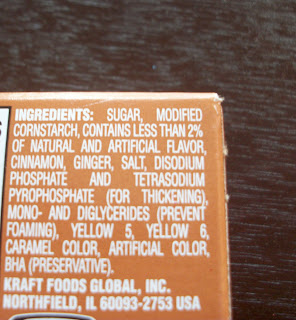 INGREDIENTS: SUGAR, MODIFIED
CORNSTARCH, CONTAINS LESS THAN 2%
OF NATURAL AND ARTIFICIAL FLAVOR,
CINNAMON, GINGER, SALT, DISODIUM
PHOSPHATE AND TETRASODIUM
PYROPHOSPHATE (FOR THICKENING),
MONO- AND DIGLYCERIDES (PREVENT
FOAMING), YELLOW 5, YELLOW 6,
CARAMEL COLOR, ARTIFICIAL COLOR,
BHA (PRESERVATIVE).
KRAFT FOODS GLOBAL, INC.
NORTHFIELD, IL 60093-2753 USA